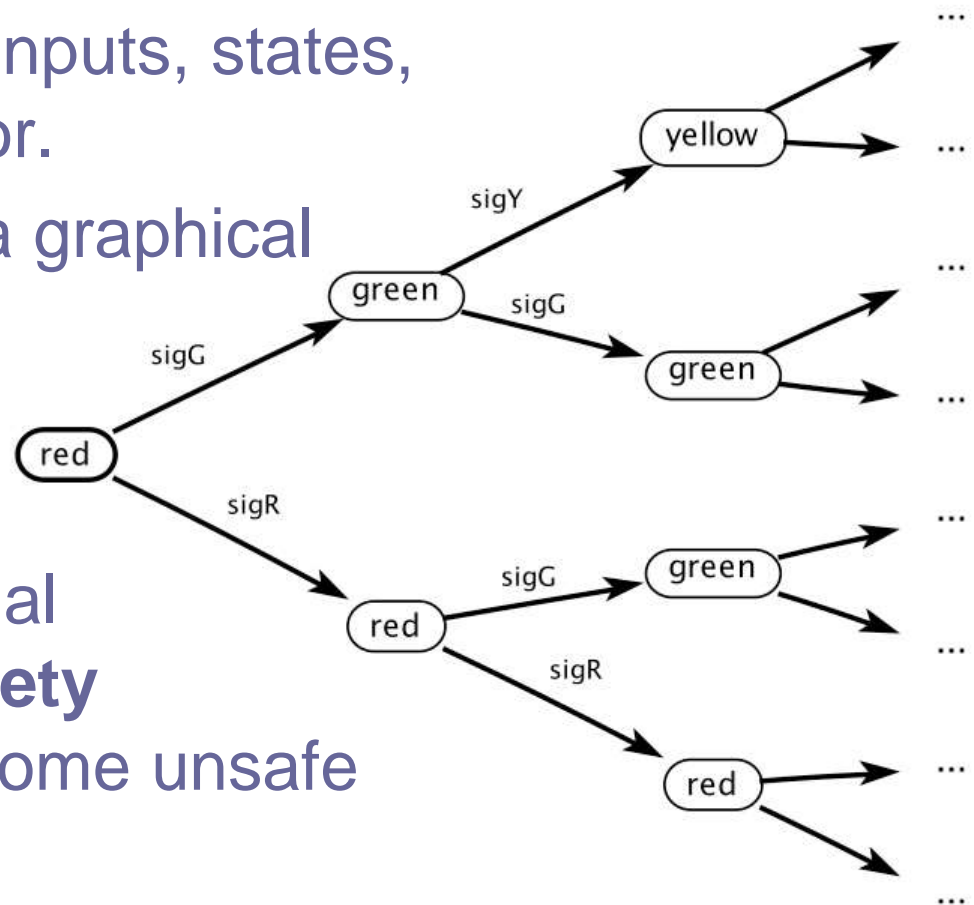 nputs, states,
or.
a graphical
al
ety
ome unsafe
...
yellow
...
sigY
...
green
sigG
sigG
green
...
red
sigR
...
sigG
green
red
...
sigR
...
red
...